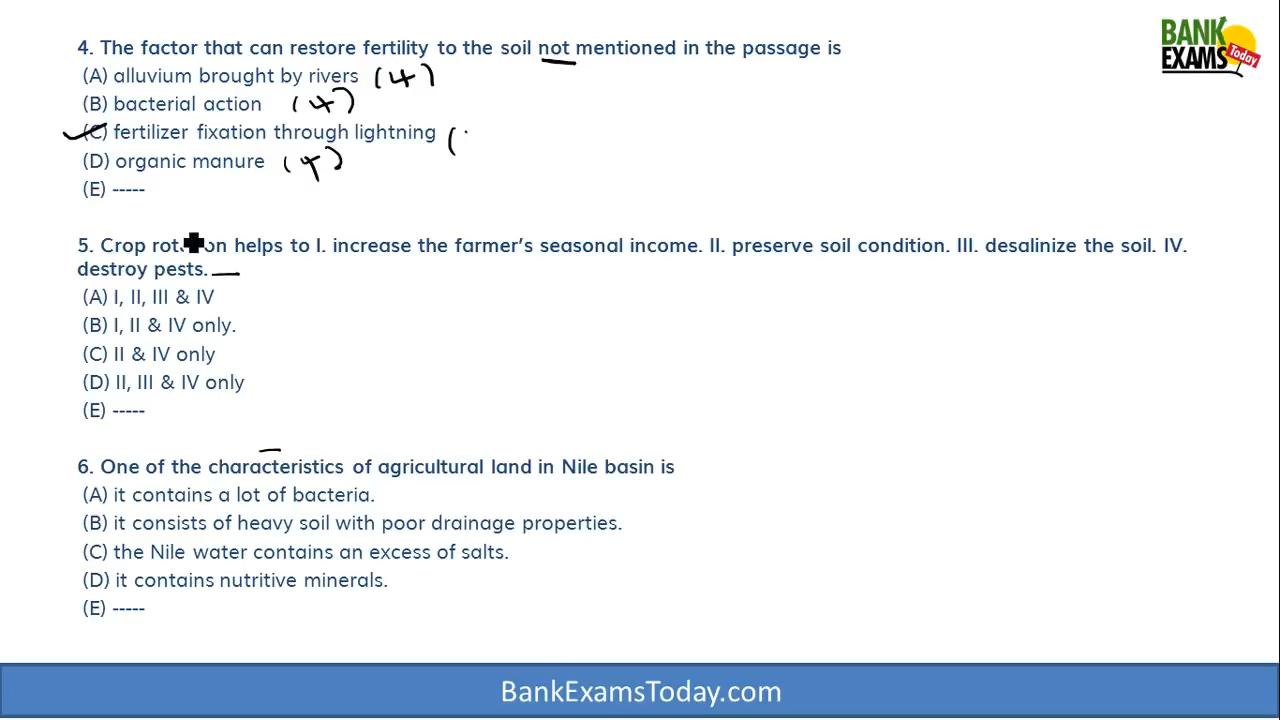 BANK
EXAMS Today
4. The factor that can restore fertility to the soil not mentioned in the passage is
(A) alluvium brought by rivers (4)
(B) bacterial action (4)
(C) fertilizer fixation through lightning (
(D) organic manure (4)
(E) -----
5. Crop helps to I. increase the farmer's seasonal income. II. preserve soil condition. III. desalinize the soil. IV.
destroy pests.
(A) I, II, III & IV
(B) I, II & IV only.
(C) II & IV only
(D) II, III & IV only
(E) -----
6. One of the characteristics of agricultural land in Nile basin is
(A) it contains a lot of bacteria.
(B) it consists of heavy soil with poor drainage properties.
(C) the Nile water contains an excess of salts.
(D) it contains nutritive minerals.
(E) -----
BankExamsToday.com